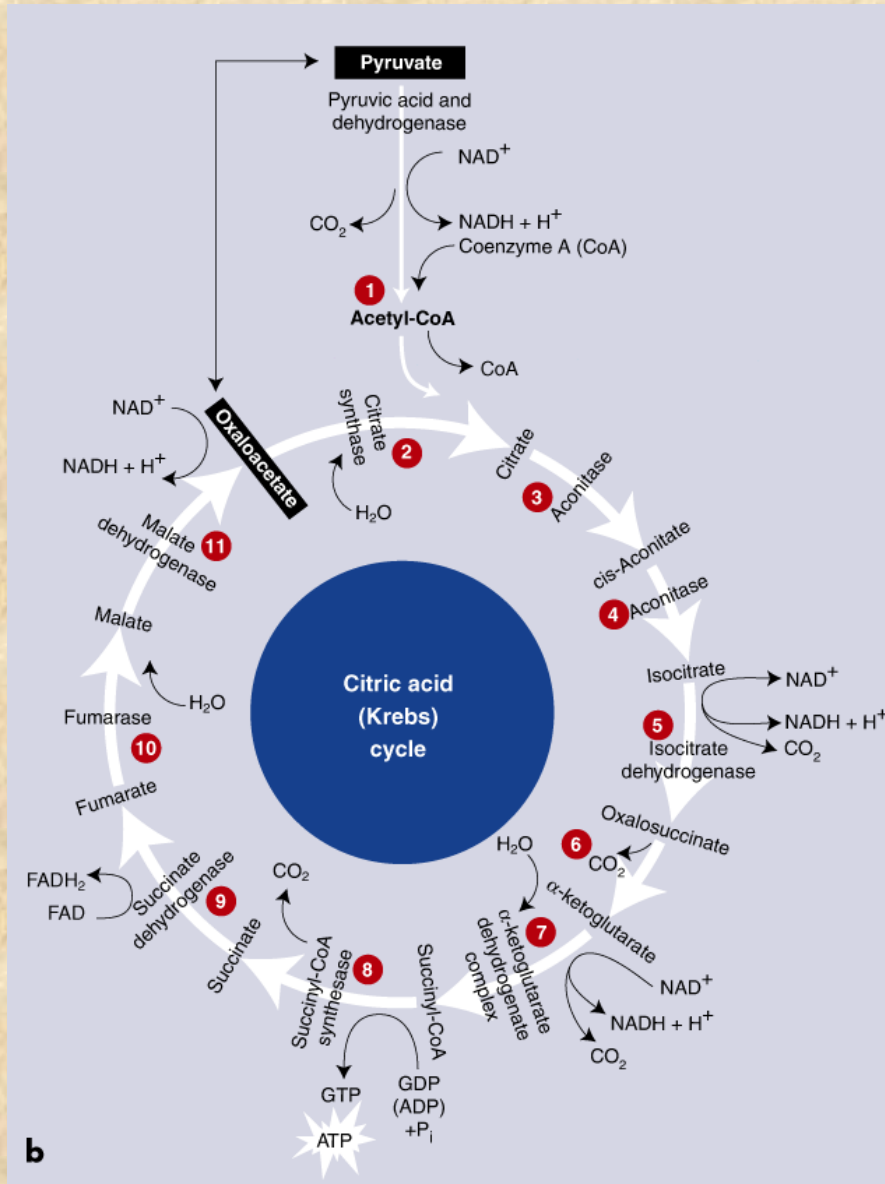 Pyruvate
Pyruvic acid and
dehydrogenase
NAD+
CO2
NADH + H+
Coenzyme A (CoA)
1
Acetyl-CoA
CoA
NAD+
NADH + H+
Oxaloacetate
Citrate
synthase
2
H2O
Citrate
3
Aconitase
cis-Aconitate
4
Aconitase
Isocitrate
NAD+
NADH + H+
CO2
5
Isocitrate
dehydrogenase
Oxalosuccinate
6
CO2
α-ketoglutarate
H2O
7
α-ketoglutarate
dehydrogenate
complex
NAD+
NADH + H+
CO2
Succinyl-CoA
8
Succinyl-CoA
synthesase
CO2
GTP
GDP
(ADP)
+Pi
ATP
Succinate
9
Succinate
dehydrogenase
FADH2
FAD
Fumarate
10
Fumarase
H2O
Malate
11
Malate
dehydrogenase
Citric acid
(Krebs)
cycle
b